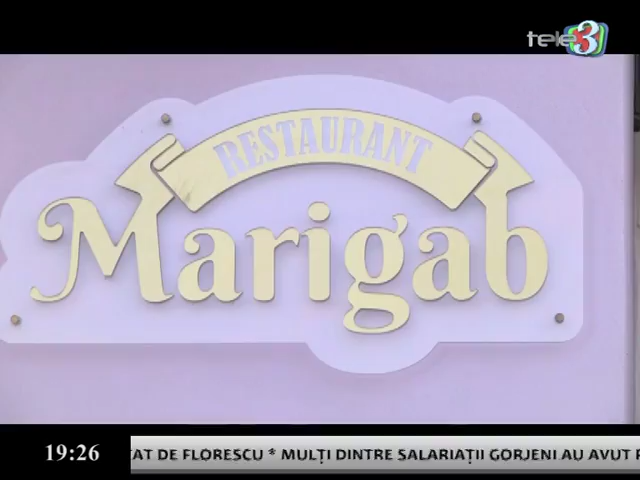 tele3
RESTAURANT
Marigab
19:26
TAT DE FLORESCU * MULȚI DINTRE SALARIAȚII GORJENI AU AVUT